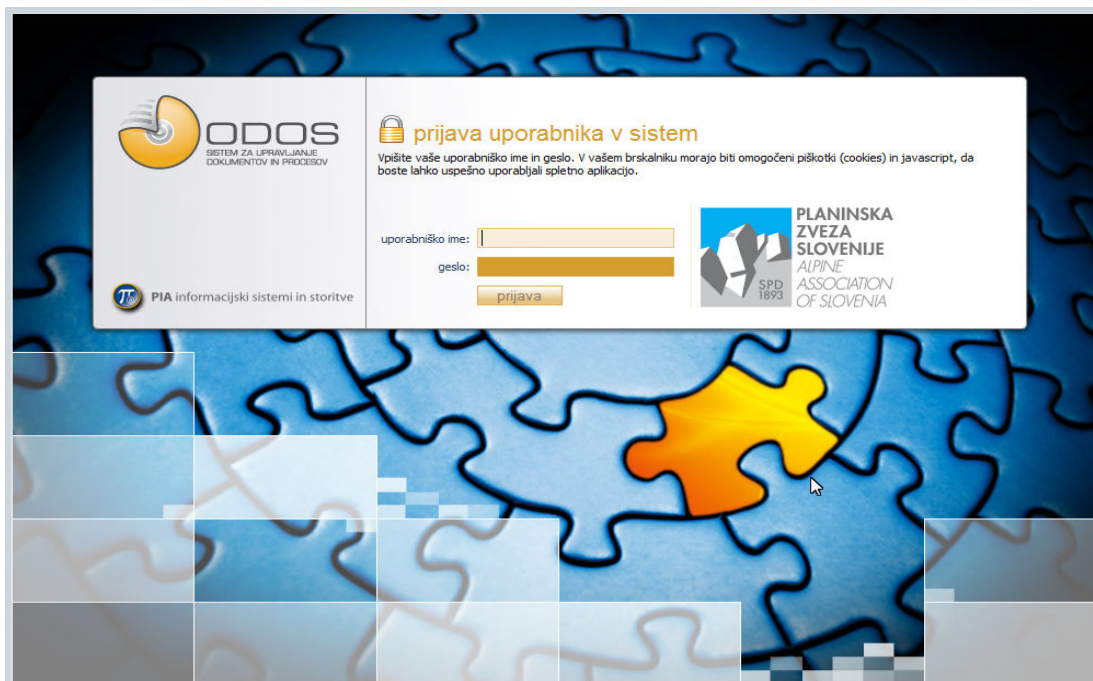 ODOS
SISTEM ZA UPRAVLJANJE
DOKUMENTOV IN PROCESOV
PIA informacijski sistemi in storitve
prijava uporabnika v sistem
Vpišite vaše uporabniško ime in geslo. V vašem brskalniku morajo biti omogočeni piškotki (cookies) in javascript, da
boste lahko uspešno uporabljali spletno aplikacijo.
uporabniško ime:
geslo:
prijava
SPD
1893
PLANINSKA
ZVEZA
SLOVENIJE
ALPINE
ASSOCIATION
OF SLOVENIA